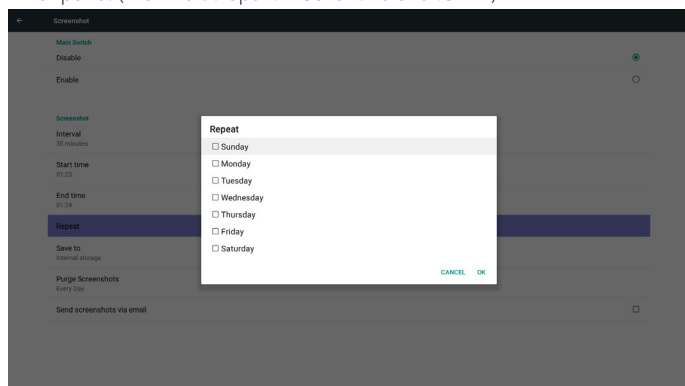 Screenshot
Main Switch
Disable
Enable
Screenshot
Interval
30 minutes
Start time
01:23
End time
01:24
Repeat
Save to
Internal storage
Purge Screenshots
Every Day
Send screenshots via email
Repeat
Sunday
Monday
Tuesday
Wednesday
Thursday
Friday
Saturday
CANCEL OK